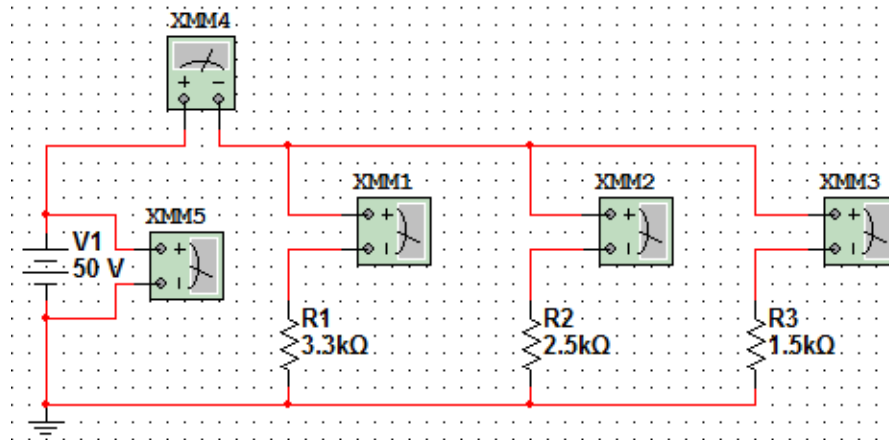 XMM4
+ −
XMM1
+
XMM2
+
XMM3
+
XMM5
+
V1
50 V
R1
3.3kΩ
R2
2.5kΩ
R3
1.5kΩ